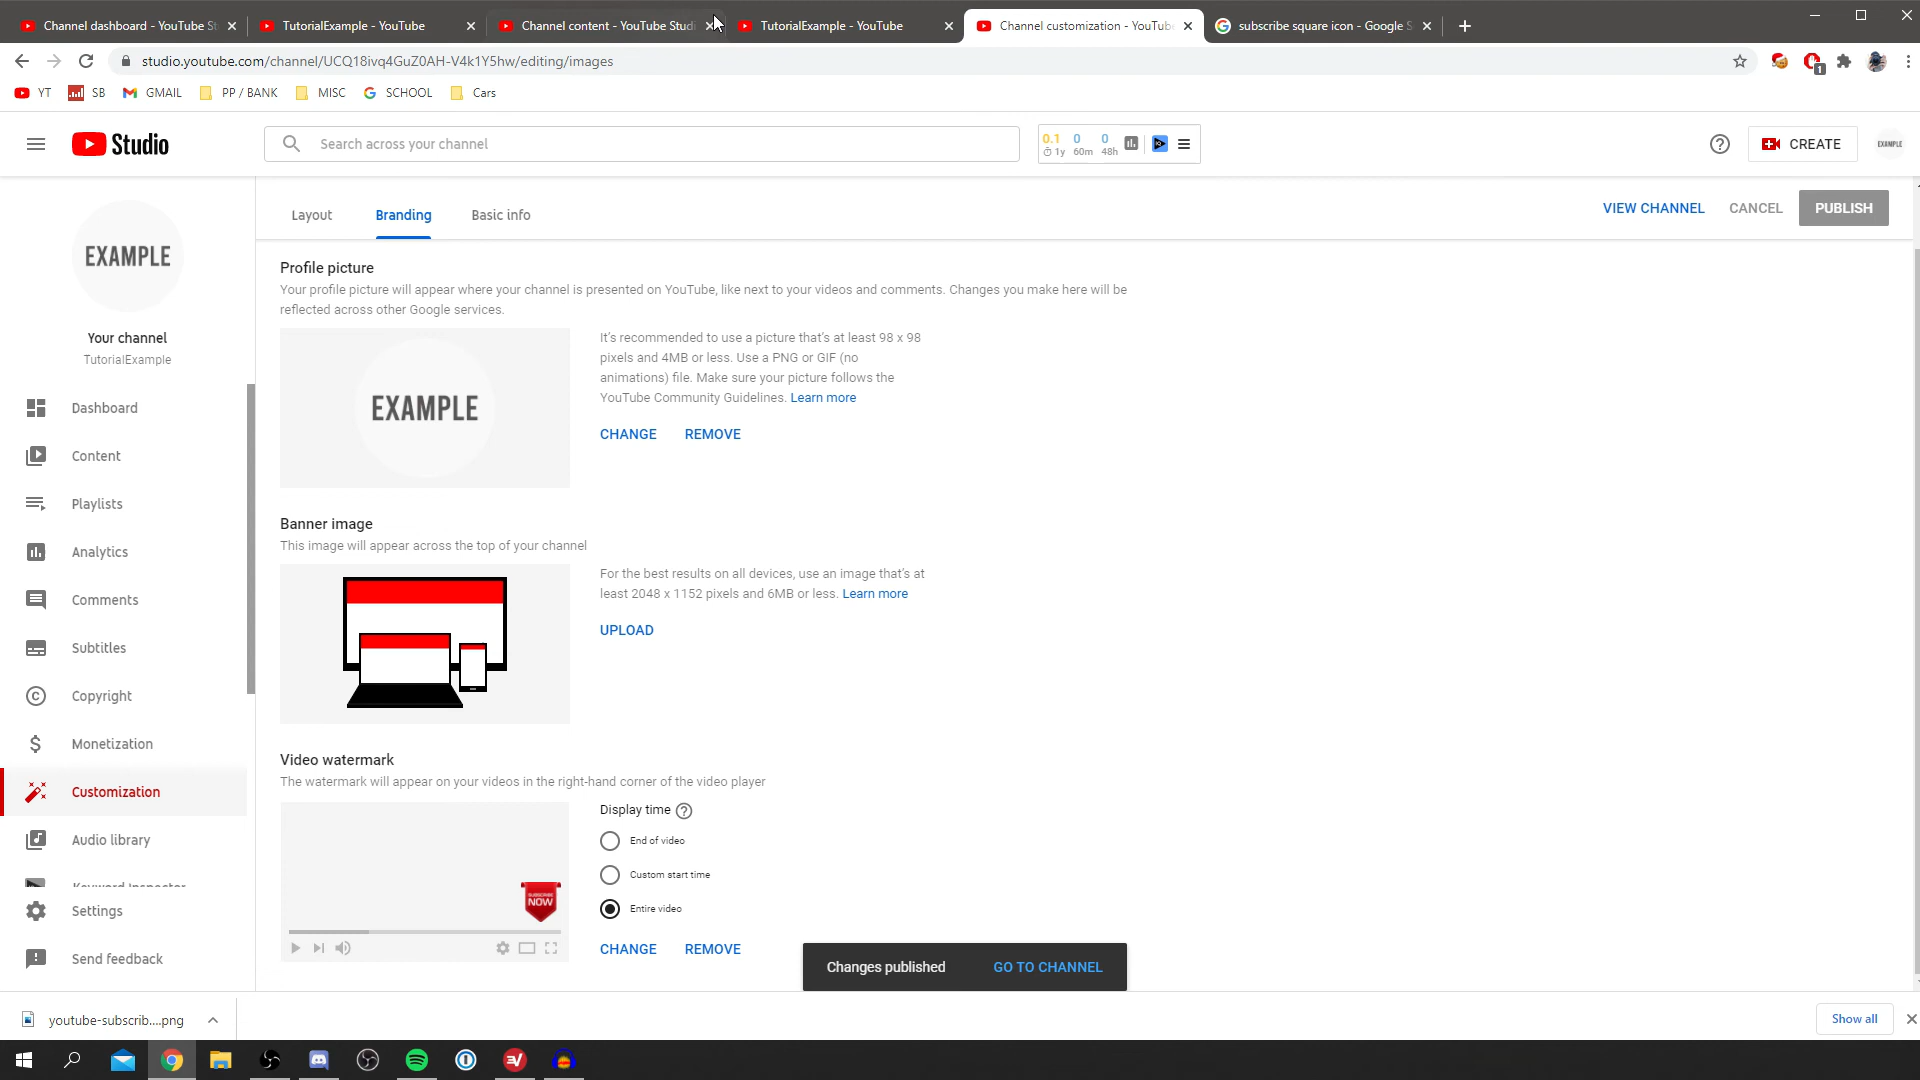 Channel dashboard - YouTube St
TutorialExample - YouTube
Channel content - YouTube Studi
TutorialExample - YouTube
Channel customization - YouTube
subscribe square icon - Google S
studio.youtube.com/channel/UCQ18ivq4GuZ0AH-V4k1Y5hw/editing/images
1
YT
SB
GMAIL
PP / BANK
MISC
SCHOOL
Cars
Studio
Search across your channel
0.1 0 0
1y 60m 48h
CREATE
EXAMPLE
Layout
Branding
Basic info
VIEW CHANNEL
CANCEL
PUBLISH
EXAMPLE
Your channel
TutorialExample
Dashboard
Content
Playlists
Analytics
Comments
Subtitles
Copyright
Monetization
Customization
Audio library
Keyword Inspector
Settings
Send feedback
Profile picture
Your profile picture will appear where your channel is presented on YouTube, like next to your videos and comments. Changes you make here will be
reflected across other Google services.
EXAMPLE
It's recommended to use a picture that's at least 98 x 98
pixels and 4MB or less. Use a PNG or GIF (no
animations) file. Make sure your picture follows the
YouTube Community Guidelines. Learn more
CHANGE
REMOVE
Banner image
This image will appear across the top of your channel
For the best results on all devices, use an image that's at
least 2048 x 1152 pixels and 6MB or less. Learn more
UPLOAD
Video watermark
The watermark will appear on your videos in the right-hand corner of the video player
SUBSCRIBE
NOW
Display time
End of video
Custom start time
Entire video
CHANGE
REMOVE
Changes published
GO TO CHANNEL
youtube-subscrib....png
Show all